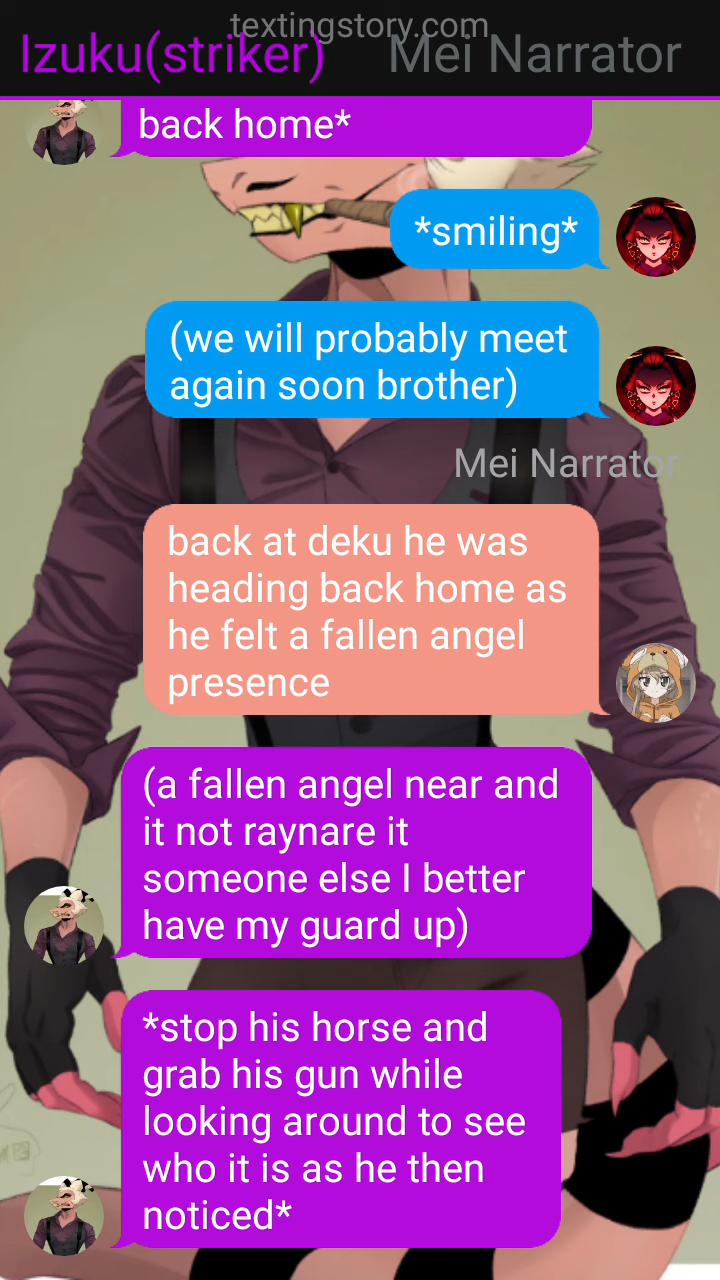 textingstory.com
Izuku(striker) Mei Narrator
back home*
*smiling*
(we will probably meet
again soon brother)
Mei Narrator
back at deku he was
heading back home as
he felt a fallen angel
presence
(a fallen angel near and
it not raynare it
someone else I better
have my guard up)
*stop his horse and
grab his gun while
looking around to see
who it is as he then
noticed*